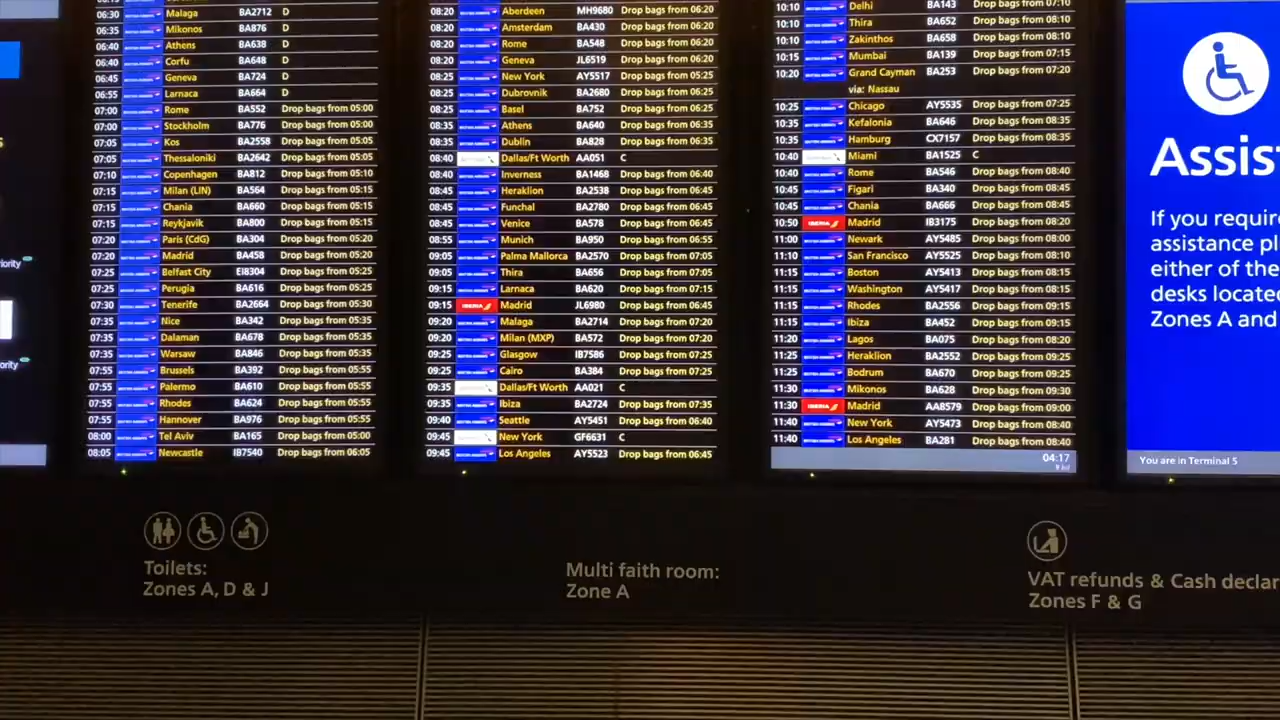 06:30 Malaga BA2712 D
06:35 Mikonos BA876 D
06:40 Athens BA638 D
06:40 Corfu BA648 D
06:45 Geneva BA724 D
06:55 Larnaca BA664 D
07:00 Rome BA552 Drop bags from 05:00
07:00 Stockholm BA776 Drop bags from 05:00
07:05 Kos BA2558 Drop bags from 05:05
07:05 Thessaloniki BA2642 Drop bags from 05:05
07:10 Copenhagen BA812 Drop bags from 05:10
07:15 Milan (LIN) BA564 Drop bags from 05:15
07:15 Chania BA660 Drop bags from 05:15
07:15 Reykjavik BA800 Drop bags from 05:15
07:20 Paris (CdG) BA304 Drop bags from 05:20
07:20 Madrid BA458 Drop bags from 05:20
07:25 Belfast City EI8304 Drop bags from 05:25
07:25 Perugia BA616 Drop bags from 05:25
07:30 Tenerife BA2664 Drop bags from 05:30
07:35 Nice BA342 Drop bags from 05:35
07:35 Dalaman BA678 Drop bags from 05:35
07:35 Warsaw BA846 Drop bags from 05:35
07:55 Brussels BA392 Drop bags from 05:55
07:55 Palermo BA610 Drop bags from 05:55
07:55 Rhodes BA624 Drop bags from 05:55
07:55 Hannover BA976 Drop bags from 05:55
08:00 Tel Aviv BA165 Drop bags from 05:00
08:05 Newcastle IB7540 Drop bags from 06:05
08:20 Aberdeen MH9680 Drop bags from 06:20
08:20 Amsterdam BA430 Drop bags from 06:20
08:20 Rome BA548 Drop bags from 06:20
08:20 Geneva JL6519 Drop bags from 06:20
08:25 New York AY5517 Drop bags from 05:25
08:25 Dubrovnik BA2680 Drop bags from 06:25
08:25 Basel BA752 Drop bags from 06:25
08:35 Athens BA640 Drop bags from 06:35
08:35 Dublin BA828 Drop bags from 06:35
08:40 Dallas/Ft Worth AA051 C
08:40 Inverness BA1468 Drop bags from 06:40
08:45 Heraklion BA2538 Drop bags from 06:45
08:45 Funchal BA2780 Drop bags from 06:45
08:45 Venice BA578 Drop bags from 06:45
08:55 Munich BA950 Drop bags from 06:55
09:05 Palma Mallorca BA2570 Drop bags from 07:05
09:05 Thira BA656 Drop bags from 07:05
09:15 Larnaca BA620 Drop bags from 07:15
09:15 IBERIA Madrid JL6980 Drop bags from 06:45
09:20 Malaga BA2714 Drop bags from 07:20
09:20 Milan (MXP) BA572 Drop bags from 07:20
09:25 Glasgow IB7586 Drop bags from 07:25
09:25 Cairo BA384 Drop bags from 07:25
09:35 Dallas/Ft Worth AA021 C
09:35 Ibiza BA2724 Drop bags from 07:35
09:40 Seattle AY5451 Drop bags from 06:40
09:45 New York GF6631 C
09:45 Los Angeles AY5523 Drop bags from 06:45
10:10 Delhi BA143 Drop bags from 07:10
10:10 Thira BA652 Drop bags from 08:10
10:10 Zakinthos BA658 Drop bags from 08:10
10:15 Mumbai BA139 Drop bags from 07:15
10:20 Grand Cayman BA253 Drop bags from 07:20
via: Nassau
10:25 Chicago AY5535 Drop bags from 07:25
10:35 Kefalonia BA646 Drop bags from 08:35
10:35 Hamburg CX7157 Drop bags from 08:35
10:40 Miami BA1525 C
10:40 Rome BA546 Drop bags from 08:40
10:45 Figari BA340 Drop bags from 08:45
10:45 Chania BA666 Drop bags from 08:45
10:50 IBERIA Madrid IB3175 Drop bags from 08:20
11:00 Newark AY5485 Drop bags from 08:00
11:10 San Francisco AY5525 Drop bags from 08:10
11:15 Boston AY5413 Drop bags from 08:15
11:15 Washington AY5417 Drop bags from 08:15
11:15 Rhodes BA2556 Drop bags from 09:15
11:15 Ibiza BA452 Drop bags from 09:15
11:20 Lagos BA075 Drop bags from 08:20
11:25 Heraklion BA2552 Drop bags from 09:25
11:25 Bodrum BA670 Drop bags from 09:25
11:30 Mikonos BA628 Drop bags from 09:30
11:30 IBERIA Madrid AA8579 Drop bags from 09:00
11:40 New York AY5473 Drop bags from 08:40
11:40 Los Angeles BA281 Drop bags from 08:40
04:17
9 Jul
Assis
If you requir
assistance pl
either of the
desks locate
Zones A and
You are in Terminal 5
iority
ority
Toilets:
Zones A, D & J
Multi faith room:
Zone A
VAT refunds & Cash declar
Zones F & G